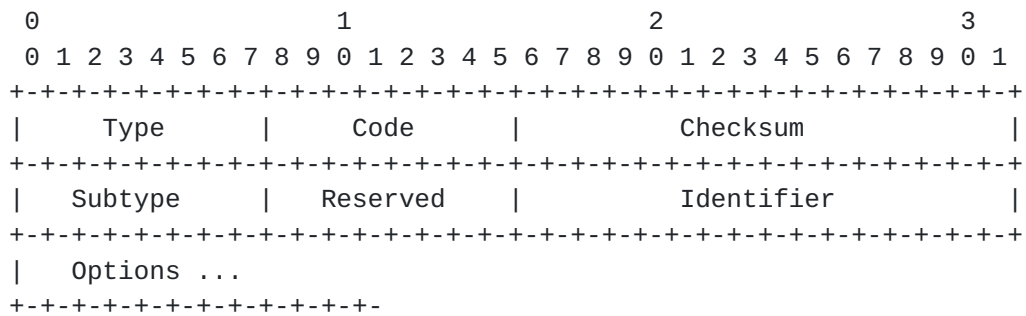 0                   1                   2                   3
 0 1 2 3 4 5 6 7 8 9 0 1 2 3 4 5 6 7 8 9 0 1 2 3 4 5 6 7 8 9 0 1
+-+-+-+-+-+-+-+-+-+-+-+-+-+-+-+-+-+-+-+-+-+-+-+-+-+-+-+-+-+-+-+-+
|     Type      |     Code      |          Checksum             |
+-+-+-+-+-+-+-+-+-+-+-+-+-+-+-+-+-+-+-+-+-+-+-+-+-+-+-+-+-+-+-+-+
|   Subtype     |   Reserved    |          Identifier           |
+-+-+-+-+-+-+-+-+-+-+-+-+-+-+-+-+-+-+-+-+-+-+-+-+-+-+-+-+-+-+-+-+
|   Options ...
+-+-+-+-+-+-+-+-+-+-+-+-